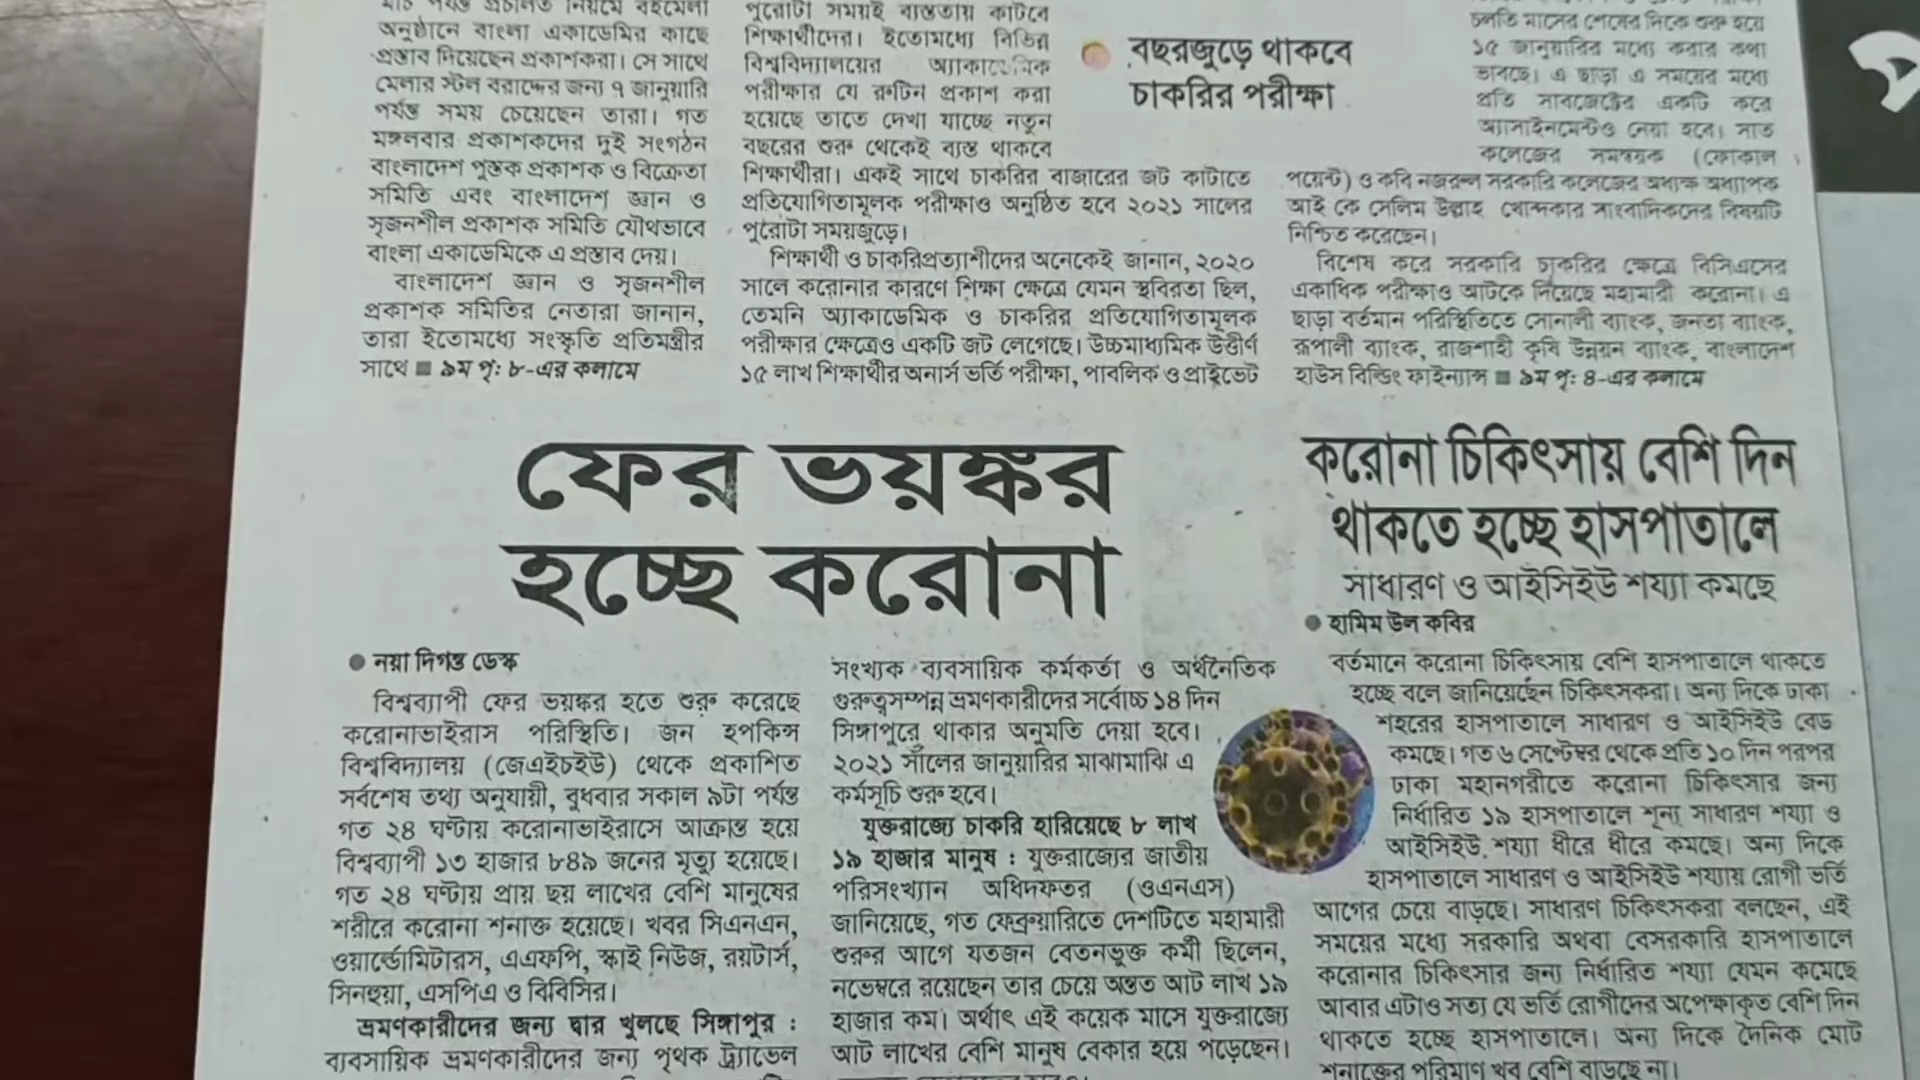 অনুষ্ঠানে বাংলা একাডেমির কাছে
প্রস্তাব দিয়েছেন প্রকাশকরা। সে সাথে
মেলার স্টল বরাদ্দের জন্য ৭ জানুয়ারি
পর্যন্ত সময় চেয়েছেন তারা। গত
মঙ্গলবার প্রকাশকদের দুই সংগঠন
বাংলাদেশ পুস্তক প্রকাশক ও বিক্রেতা
সমিতি এবং বাংলাদেশ জ্ঞান ও
সৃজনশীল প্রকাশক সমিতি যৌথভাবে
বাংলা একাডেমিকে এ প্রস্তাব দেয়।
বাংলাদেশ জ্ঞান ও সৃজনশীল
প্রকাশক সমিতির নেতারা জানান,
তারা ইতোমধ্যে সংস্কৃতি প্রতিমন্ত্রীর
সাথে ■ ৯ম পৃ: ৮-এর কলামে
পুরোটা সময়ই ব্যস্ততায় কাটবে
শিক্ষার্থীদের। ইতোমধ্যে বিভিন্ন
বিশ্ববিদ্যালয়ের অ্যাকাডেমিক
পরীক্ষার যে রুটিন প্রকাশ করা
হয়েছে তাতে দেখা যাচ্ছে নতুন
বছরের শুরু থেকেই ব্যস্ত থাকবে
শিক্ষার্থীরা। একই সাথে চাকরির বাজারের জট কাটাতে
প্রতিযোগিতামূলক পরীক্ষাও অনুষ্ঠিত হবে ২০২১ সালের
পুরোটা সময়জুড়ে।
শিক্ষার্থী ও চাকরিপ্রত্যাশীদের অনেকেই জানান, ২০২০
সালে করোনার কারণে শিক্ষা ক্ষেত্রে যেমন স্থবিরতা ছিল,
তেমনি অ্যাকাডেমিক ও চাকরির প্রতিযোগিতামূলক
পরীক্ষার ক্ষেত্রেও একটি জট লেগেছে। উচ্চমাধ্যমিক উত্তীর্ণ
১৫ লাখ শিক্ষার্থীর অনার্স ভর্তি পরীক্ষা, পাবলিক ও প্রাইভেট
বছরজুড়ে থাকবে
চাকরির পরীক্ষা
চলতি মাসের শেষের দিকে শুরু হয়ে
১৫ জানুয়ারির মধ্যে করার কথা
ভাবছে। এ ছাড়া এ সময়ের মধ্যে
প্রতি সাবজেক্টের একটি করে
অ্যাসাইনমেন্টও নেয়া হবে। সাত
কলেজের সমন্বয়ক (ফোকাল
পয়েন্ট) ও কবি নজরুল সরকারি কলেজের অধ্যক্ষ অধ্যাপক
আই কে সেলিম উল্লাহ খোন্দকার সাংবাদিকদের বিষয়টি
নিশ্চিত করেছেন।
বিশেষ করে সরকারি চাকরির ক্ষেত্রে বিসিএসের
একাধিক পরীক্ষাও আটকে দিয়েছে মহামারী করোনা। এ
ছাড়া বর্তমান পরিস্থিতিতে সোনালী ব্যাংক, জনতা ব্যাংক,
রূপালী ব্যাংক, রাজশাহী কৃষি উন্নয়ন ব্যাংক, বাংলাদেশ
হাউস বিল্ডিং ফাইন্যান্স ■ ৯ম পৃ: ৪-এর কলামে
ফের ভয়ঙ্কর
হচ্ছে করোনা
● নয়া দিগন্ত ডেস্ক
বিশ্বব্যাপী ফের ভয়ঙ্কর হতে শুরু করেছে
করোনাভাইরাস পরিস্থিতি। জন হপকিন্স
বিশ্ববিদ্যালয় (জেএইচইউ) থেকে প্রকাশিত
সর্বশেষ তথ্য অনুযায়ী, বুধবার সকাল ৯টা পর্যন্ত
গত ২৪ ঘণ্টায় করোনাভাইরাসে আক্রান্ত হয়ে
বিশ্বব্যাপী ১৩ হাজার ৮৪৯ জনের মৃত্যু হয়েছে।
গত ২৪ ঘণ্টায় প্রায় ছয় লাখের বেশি মানুষের
শরীরে করোনা শনাক্ত হয়েছে। খবর সিএনএন,
ওয়ার্ল্ডোমিটারস, এএফপি, স্কাই নিউজ, রয়টার্স,
সিনহুয়া, এসপিএ ও বিবিসির।
ভ্রমণকারীদের জন্য দ্বার খুলছে সিঙ্গাপুর :
ব্যবসায়িক ভ্রমণকারীদের জন্য পৃথক ট্র্যাভেল
সংখ্যক ব্যবসায়িক কর্মকর্তা ও অর্থনৈতিক
গুরুত্বসম্পন্ন ভ্রমণকারীদের সর্বোচ্চ ১৪ দিন
সিঙ্গাপুরে থাকার অনুমতি দেয়া হবে।
২০২১ সালের জানুয়ারির মাঝামাঝি এ
কর্মসূচি শুরু হবে।
যুক্তরাজ্যে চাকরি হারিয়েছে ৮ লাখ
১৯ হাজার মানুষ : যুক্তরাজ্যের জাতীয়
পরিসংখ্যান অধিদফতর (ওএনএস)
জানিয়েছে, গত ফেব্রুয়ারিতে দেশটিতে মহামারী
শুরুর আগে যতজন বেতনভুক্ত কর্মী ছিলেন,
নভেম্বরে রয়েছেন তার চেয়ে অন্তত আট লাখ ১৯
হাজার কম। অর্থাৎ এই কয়েক মাসে যুক্তরাজ্যে
আট লাখের বেশি মানুষ বেকার হয়ে পড়েছেন।
করোনা চিকিৎসায় বেশি দিন
থাকতে হচ্ছে হাসপাতালে
সাধারণ ও আইসিইউ শয্যা কমছে
● হামিম উল কবির
বর্তমানে করোনা চিকিৎসায় বেশি হাসপাতালে থাকতে
হচ্ছে বলে জানিয়েছেন চিকিৎসকরা। অন্য দিকে ঢাকা
শহরের হাসপাতালে সাধারণ ও আইসিইউ বেড
কমছে। গত ৬ সেপ্টেম্বর থেকে প্রতি ১০ দিন পরপর
ঢাকা মহানগরীতে করোনা চিকিৎসার জন্য
নির্ধারিত ১৯ হাসপাতালে শূন্য সাধারণ শয্যা ও
আইসিইউ শয্যা ধীরে ধীরে কমছে। অন্য দিকে
হাসপাতালে সাধারণ ও আইসিইউ শয্যায় রোগী ভর্তি
আগের চেয়ে বাড়ছে। সাধারণ চিকিৎসকরা বলছেন, এই
সময়ের মধ্যে সরকারি অথবা বেসরকারি হাসপাতালে
করোনার চিকিৎসার জন্য নির্ধারিত শয্যা যেমন কমেছে
আবার এটাও সত্য যে ভর্তি রোগীদের অপেক্ষাকৃত বেশি দিন
থাকতে হচ্ছে হাসপাতালে। অন্য দিকে দৈনিক মোট
শনাক্তের পরিমাণ খুব বেশি বাড়ছে না।